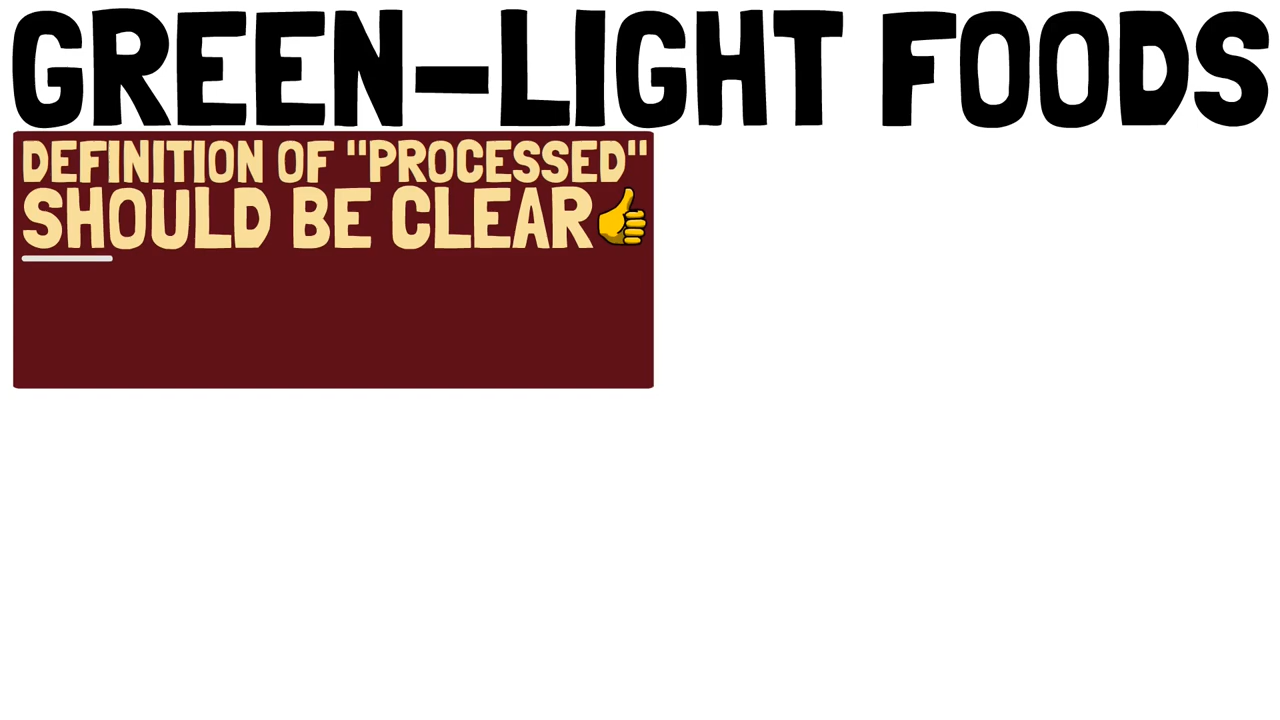 GREEN-LIGHT FOODS
DEFINITION OF "PROCESSED"
SHOULD BE CLEAR👍